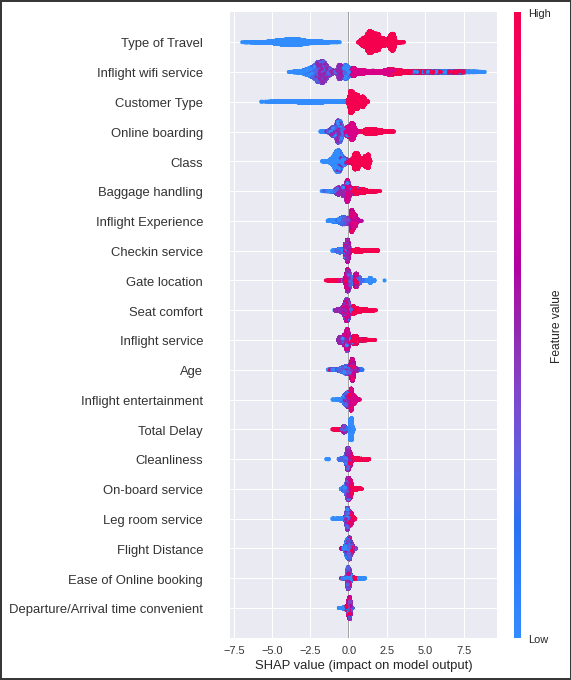 High
Type of Travel
Inflight wifi service
Customer Type
Online boarding
Class
Baggage handling
Inflight Experience
Checkin service
Gate location
Seat comfort
Inflight service
Age
Inflight entertainment
Total Delay
Cleanliness
On-board service
Leg room service
Flight Distance
Ease of Online booking
Departure/Arrival time convenient
Feature value
Low
−7.5 −5.0 −2.5 0.0 2.5 5.0 7.5
SHAP value (impact on model output)